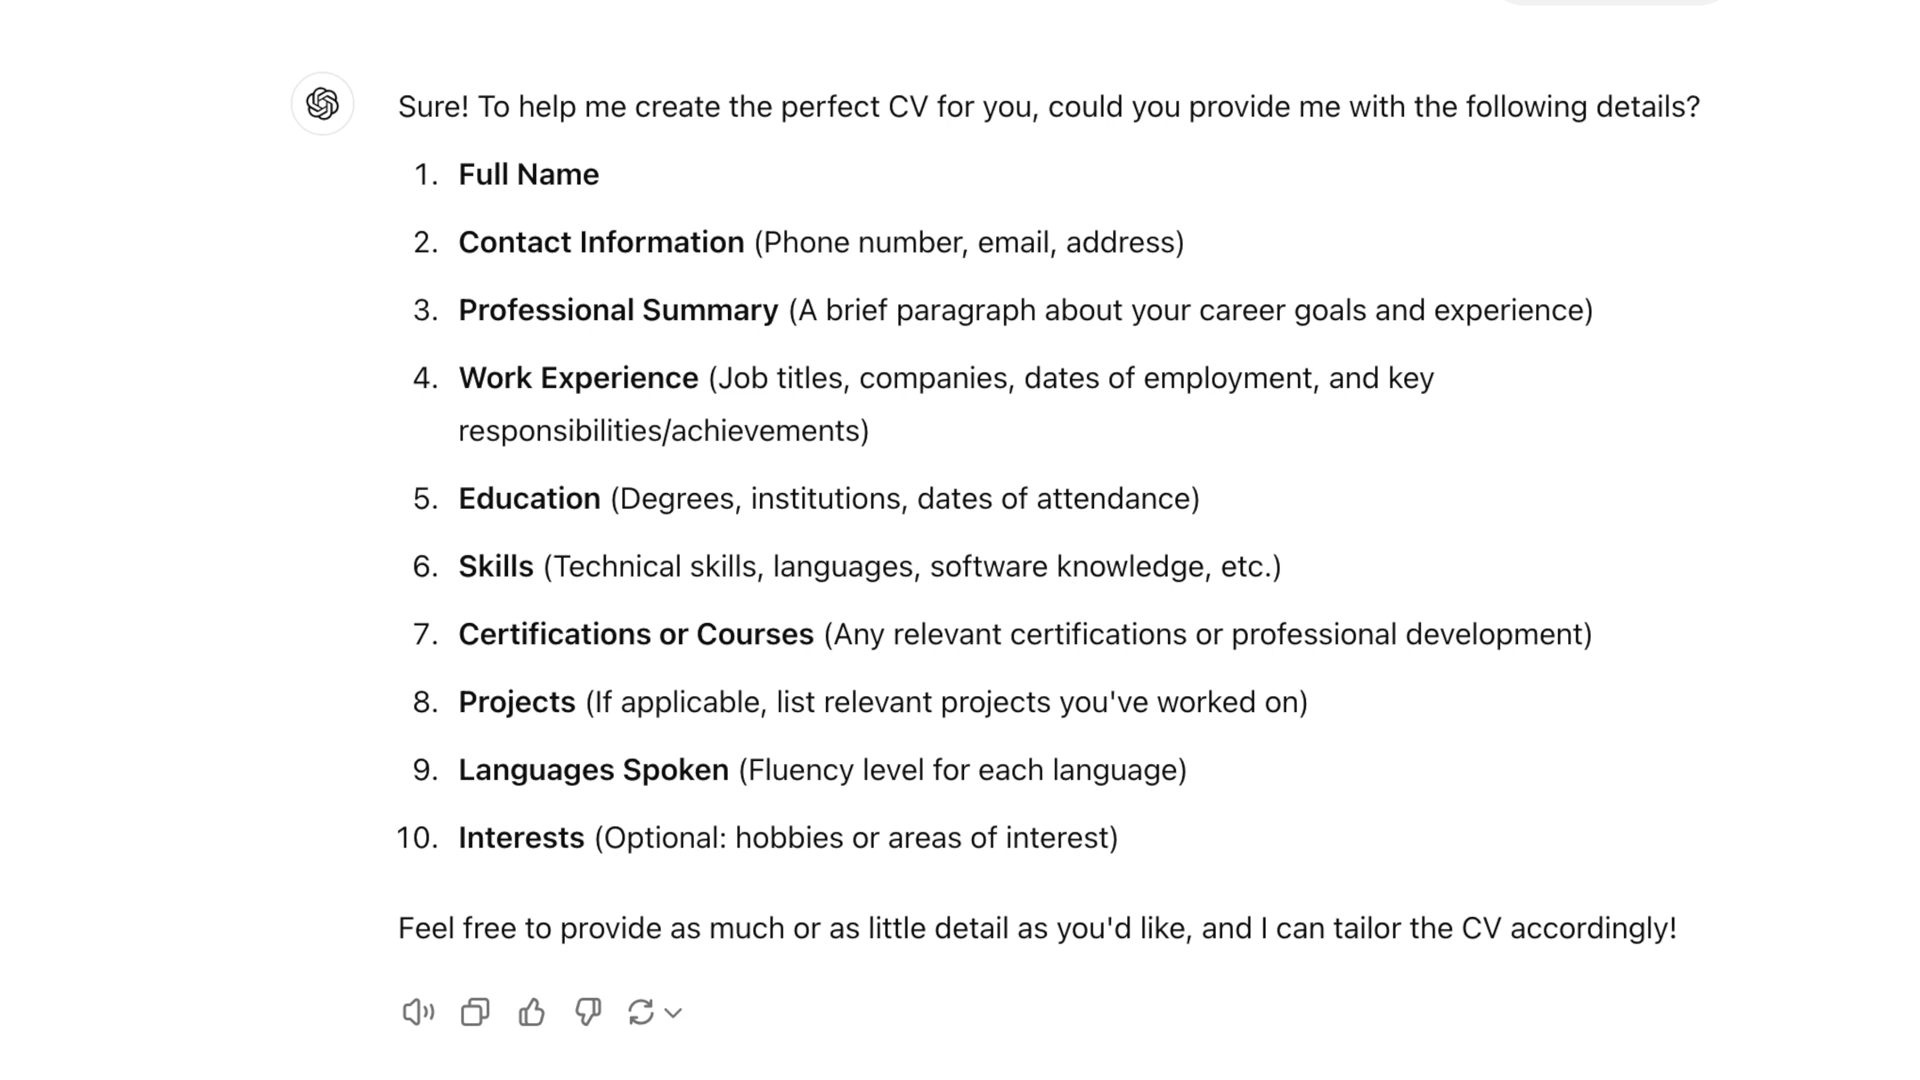 Sure! To help me create the perfect CV for you, could you provide me with the following details?
1. Full Name
2. Contact Information (Phone number, email, address)
3. Professional Summary (A brief paragraph about your career goals and experience)
4. Work Experience (Job titles, companies, dates of employment, and key
responsibilities/achievements)
5. Education (Degrees, institutions, dates of attendance)
6. Skills (Technical skills, languages, software knowledge, etc.)
7. Certifications or Courses (Any relevant certifications or professional development)
8. Projects (If applicable, list relevant projects you've worked on)
9. Languages Spoken (Fluency level for each language)
10. Interests (Optional: hobbies or areas of interest)
Feel free to provide as much or as little detail as you'd like, and I can tailor the CV accordingly!